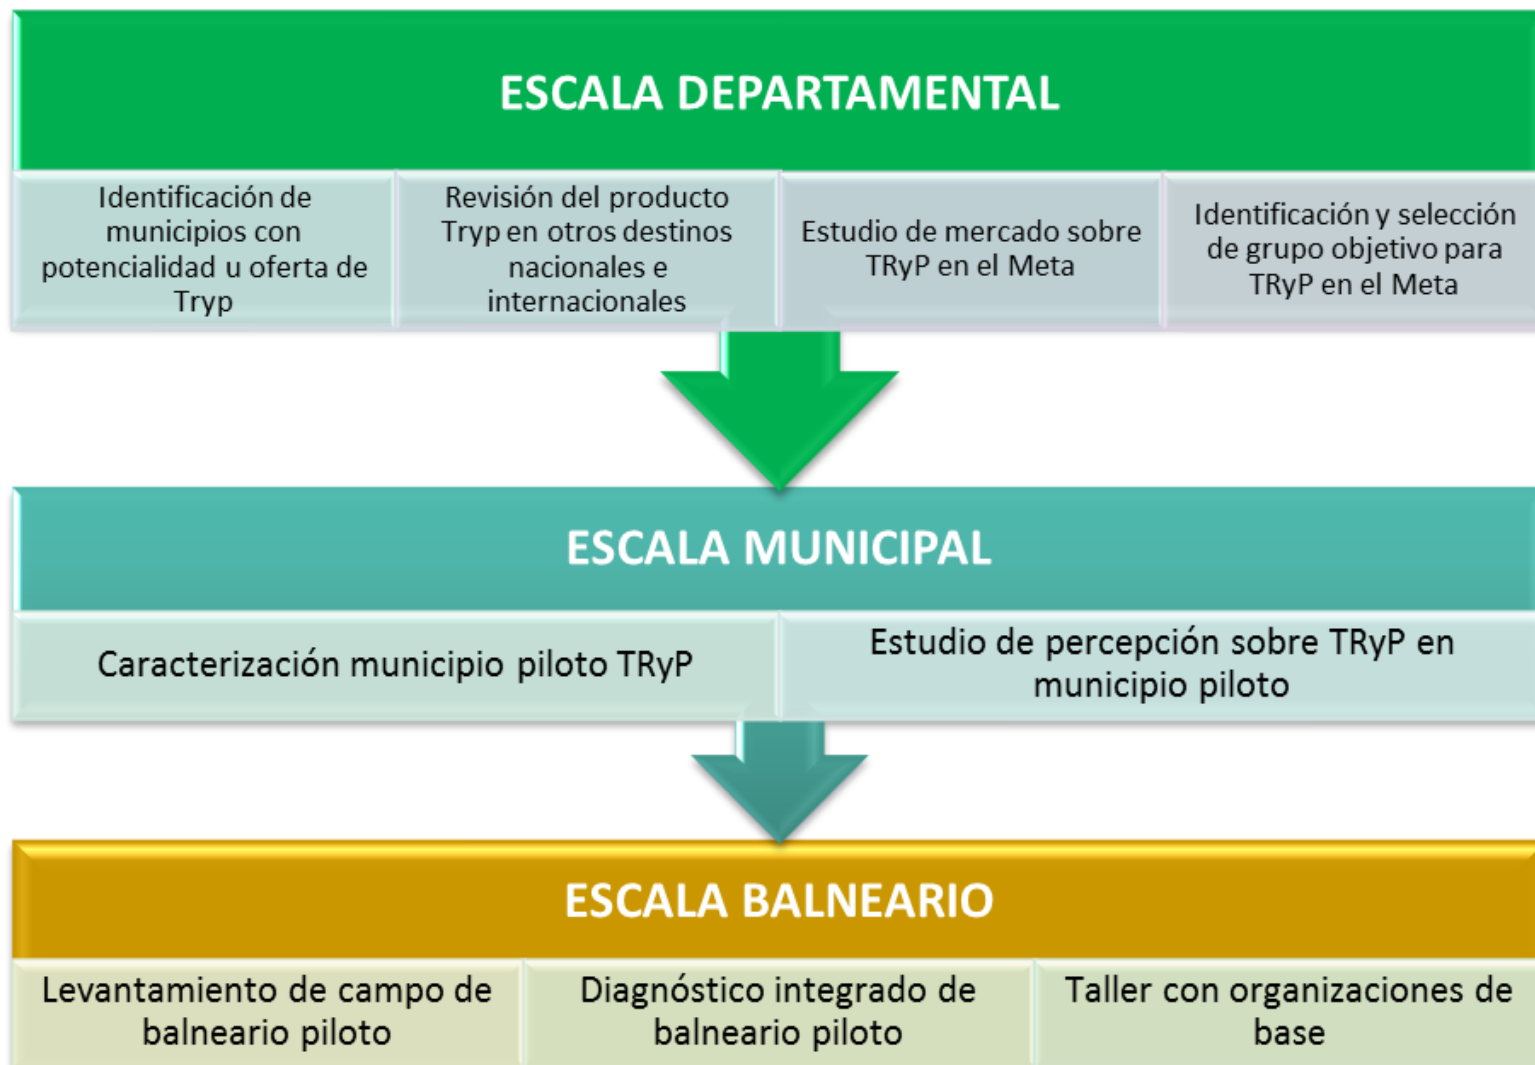 ESCALA DEPARTAMENTAL
Identificación de
municipios con
potencialidad u oferta de
Tryp
Revisión del producto
Tryp en otros destinos
nacionales e
internacionales
Estudio de mercado sobre
TRyP en el Meta
Identificación y selección
de grupo objetivo para
TRyP en el Meta
ESCALA MUNICIPAL
Caracterización municipio piloto TRyP
Estudio de percepción sobre TRyP en
municipio piloto
ESCALA BALNEARIO
Levantamiento de campo de
balneario piloto
Diagnóstico integrado de
balneario piloto
Taller con organizaciones de
base